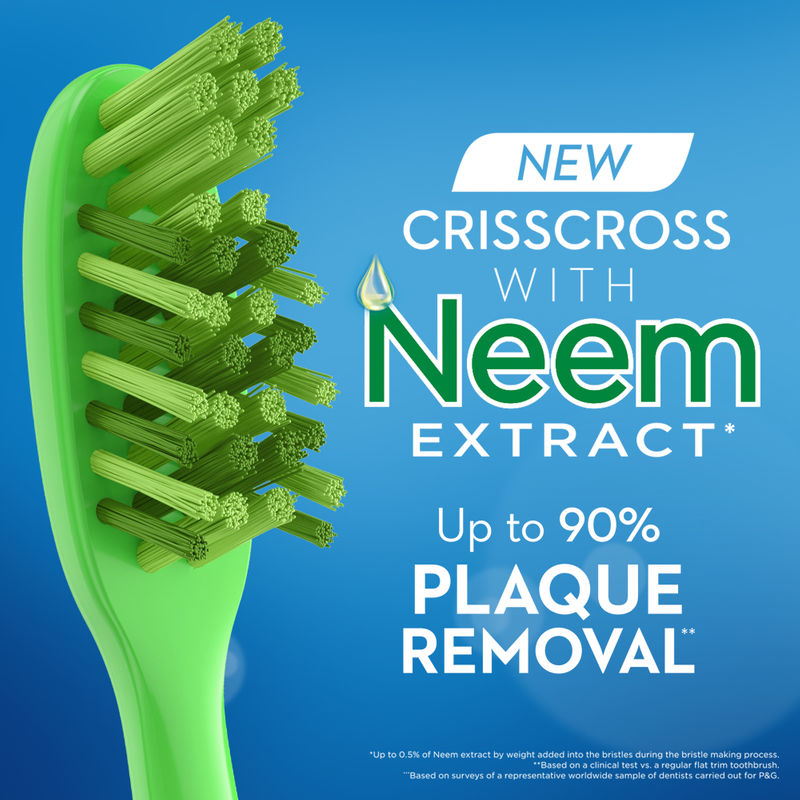 NEW
CRISSCROSS
WITH
Neem
EXTRACT*
Up to 90%
PLAQUE
REMOVAL**
*Up to 0.5% of Neem extract by weight added into the bristles during the bristle making process.
**Based on a clinical test vs. a regular flat trim toothbrush.
***Based on surveys of a representative worldwide sample of dentists carried out for P&G.